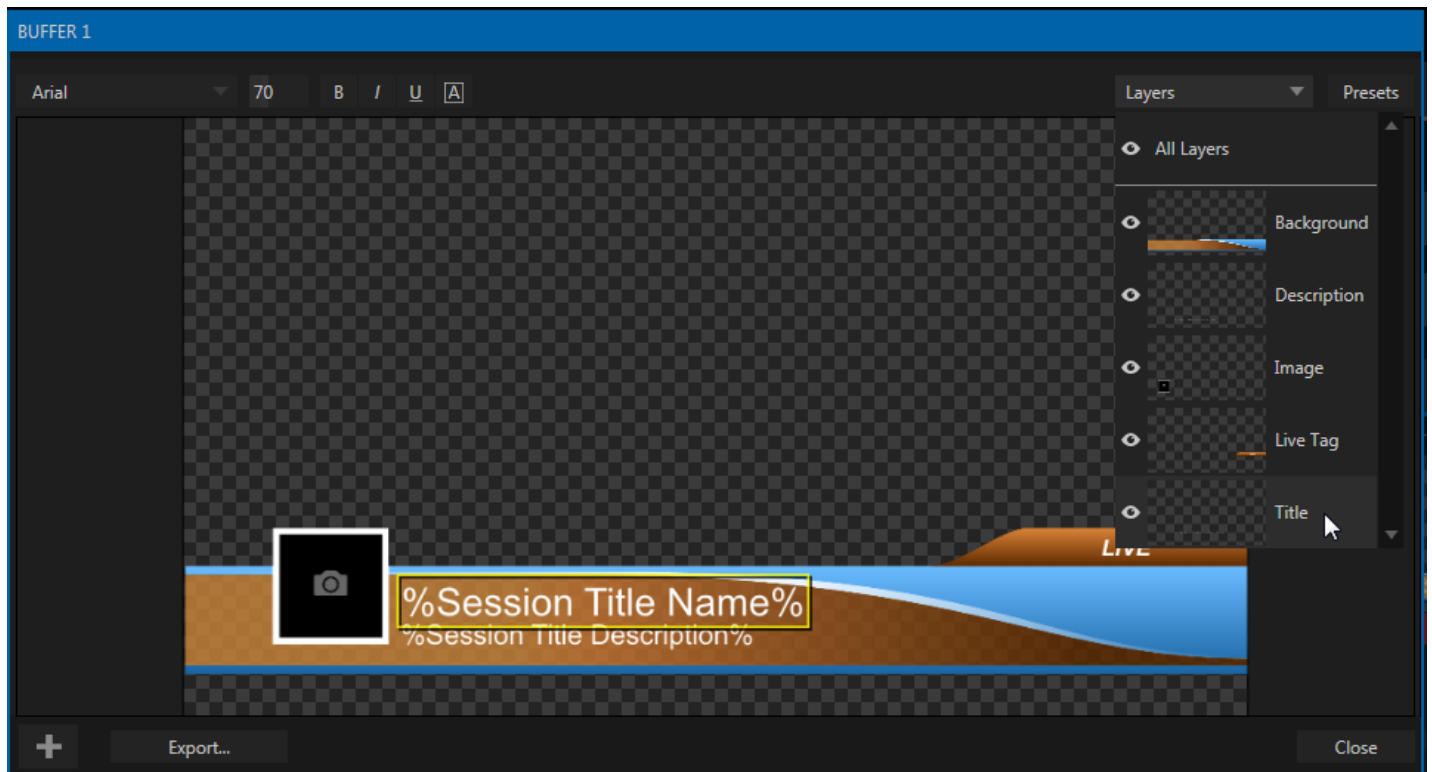 BUFFER 1
Arial 70 B I U A Layers Presets
All Layers
Background
Description
Image
Live Tag
Title
LIVE
%Session Title Name%
%Session Title Description%
Export... Close